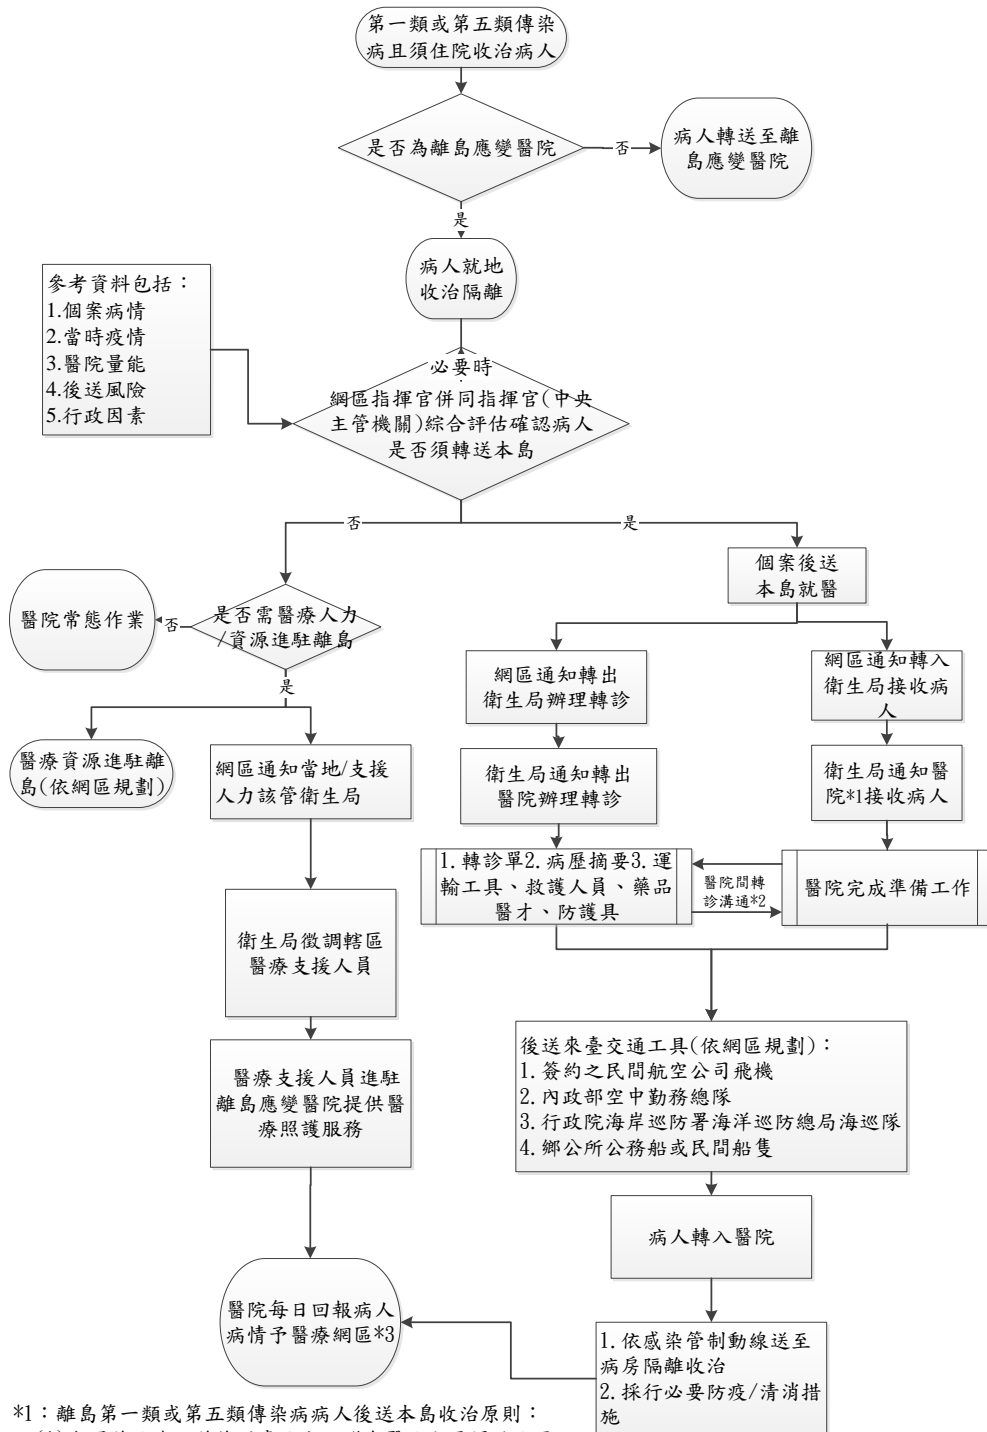 第一類或第五類傳染
病且須住院收治病人
是否為離島應變醫院
否
病人轉送至離
島應變醫院
是
病人就地
收治隔離
參考資料包括：
1.個案病情
2.當時疫情
3.醫院量能
4.後送風險
5.行政因素
必要時
網區指揮官併同指揮官(中央
主管機關)綜合評估確認病人
是否須轉送本島
否
是
個案後送
本島就醫
醫院常態作業
否
是否需醫療人力
/資源進駐離島
是
網區通知轉出
衛生局辦理轉診
網區通知轉入
衛生局接收病
人
醫療資源進駐離
島(依網區規劃)
網區通知當地/支援
人力該管衛生局
衛生局通知轉出
醫院辦理轉診
衛生局通知醫
院*1接收病人
1.轉診單2.病歷摘要3.運
輸工具、救護人員、藥品
醫才、防護具
醫院間轉
診溝通*2
醫院完成準備工作
衛生局徵調轄區
醫療支援人員
後送來臺交通工具(依網區規劃)：
1.簽約之民間航空公司飛機
2.內政部空中勤務總隊
3.行政院海岸巡防署海洋巡防總局海巡隊
4.鄉公所公務船或民間船隻
醫療支援人員進駐
離島應變醫院提供醫
療照護服務
病人轉入醫院
醫院每日回報病人
病情予醫療網區*3
1.依感染管制動線送至
病房隔離收治
2.採行必要防疫/清消措
施
*1：離島第一類或第五類傳染病病人後送本島收治原則：